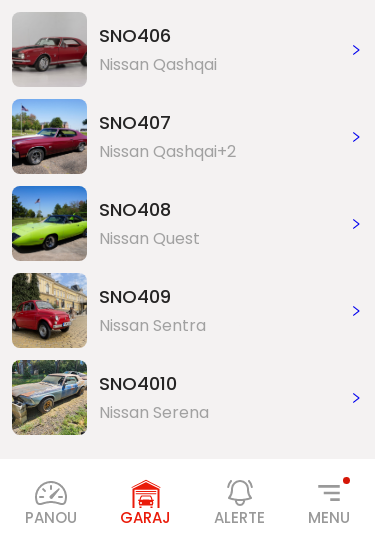 SNO406
Nissan Qashqai
SNO407
Nissan Qashqai+2
SNO408
Nissan Quest
SNO409
Nissan Sentra
SNO4010
Nissan Serena
PANOU
GARAJ
ALERTE
MENU